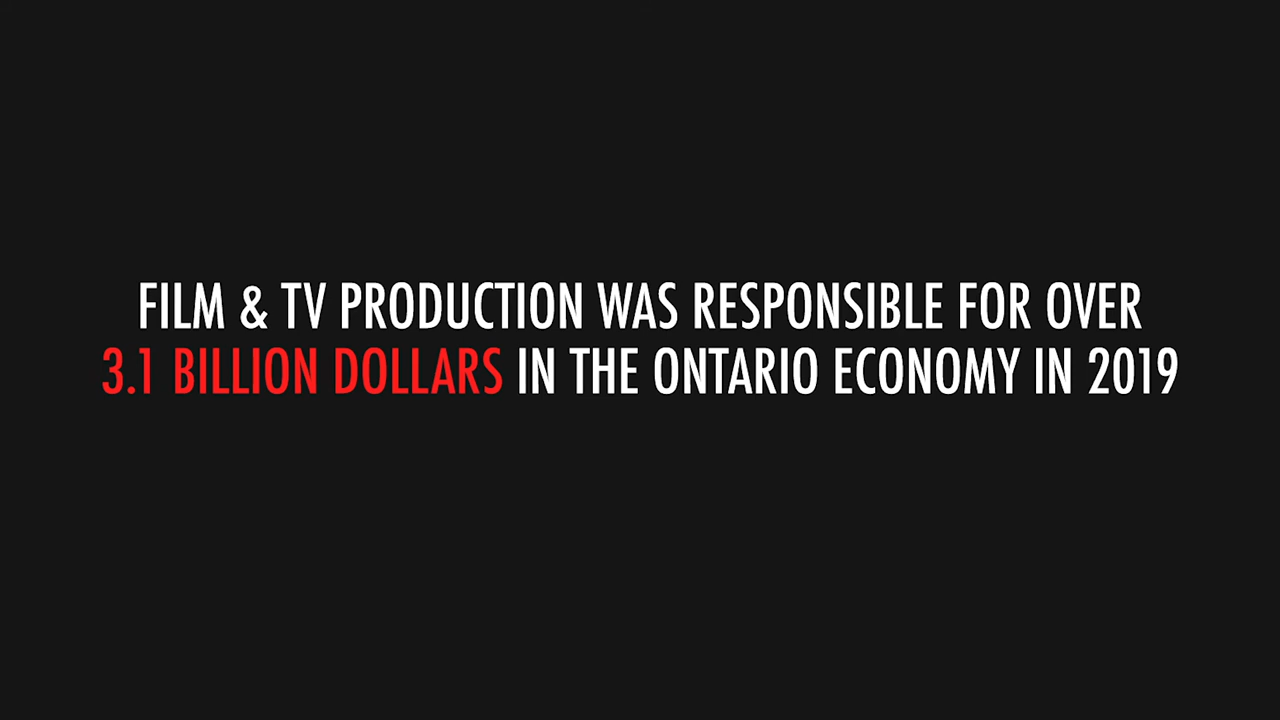 FILM & TV PRODUCTION WAS RESPONSIBLE FOR OVER
3.1 BILLION DOLLARS IN THE ONTARIO ECONOMY IN 2019